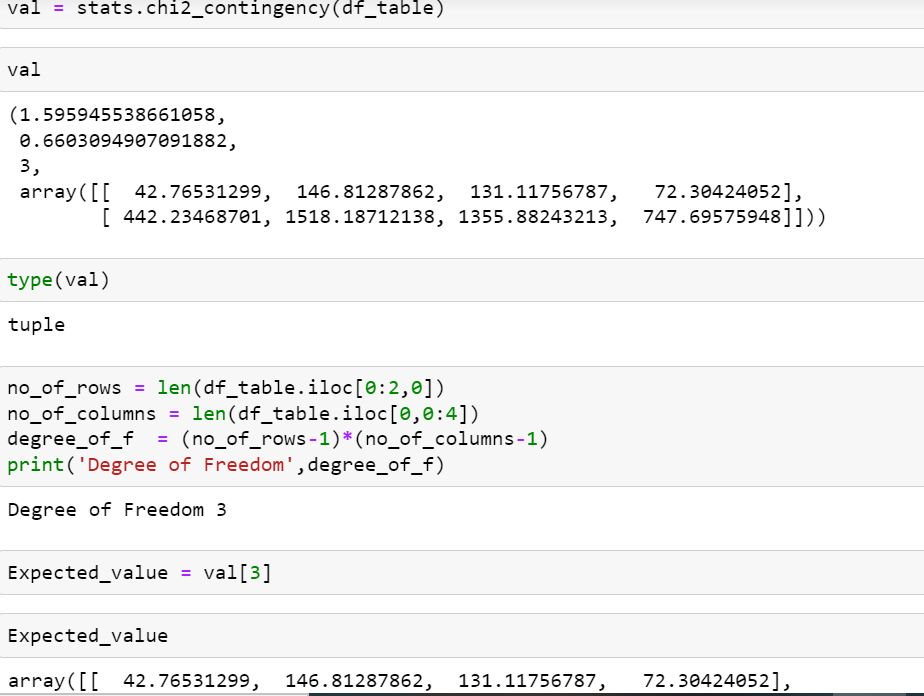 val = stats.chi2_contingency(df_table)
val
(1.595945538661058,
0.6603094907091882,
3,
array([[ 42.76531299, 146.81287862, 131.11756787, 72.30424052],
[ 442.23468701, 1518.18712138, 1355.88243213, 747.69575948]]))
type(val)
tuple
no_of_rows = len(df_table.iloc[0:2,0])
no_of_columns = len(df_table.iloc[0,0:4])
degree_of_f = (no_of_rows-1)*(no_of_columns-1)
print('Degree of Freedom',degree_of_f)
Degree of Freedom 3
Expected_value = val[3]
Expected_value
array([[ 42.76531299, 146.81287862, 131.11756787, 72.30424052],